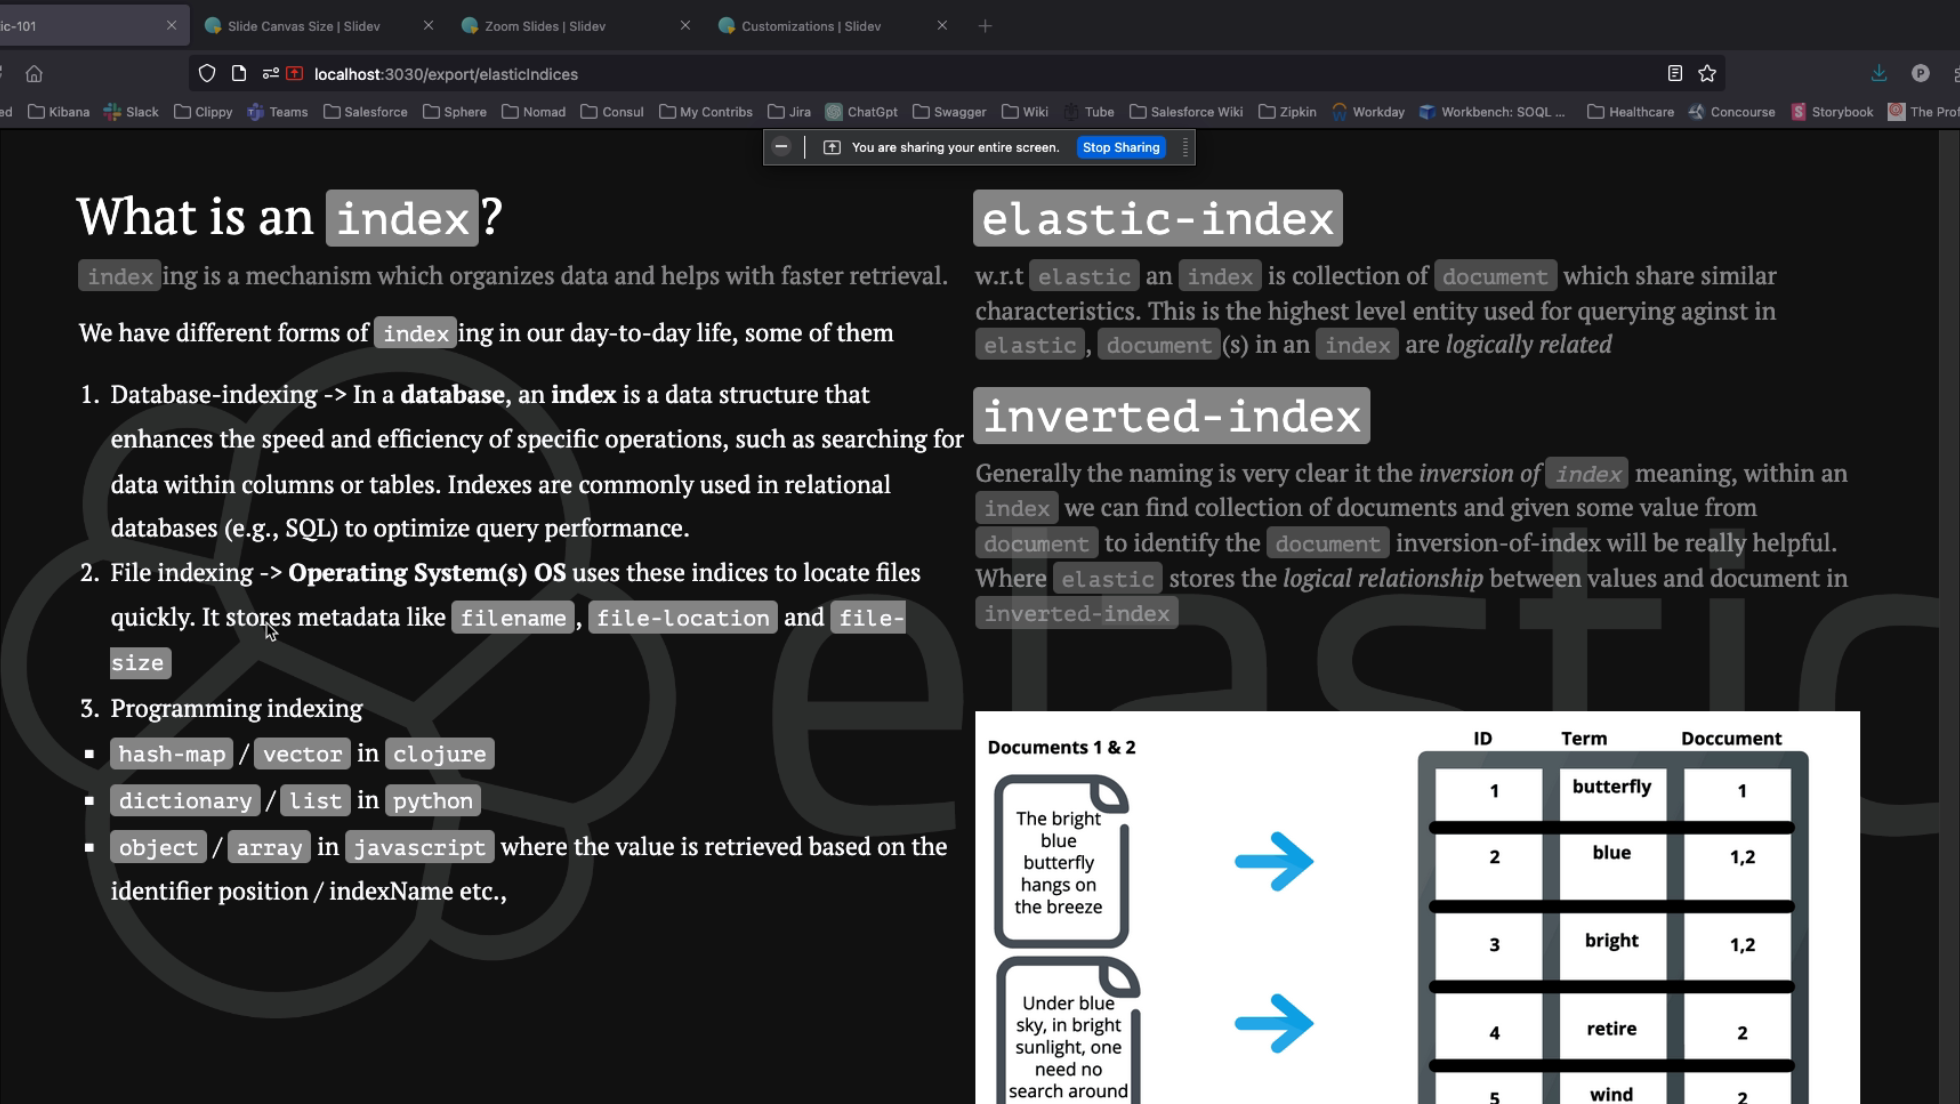 ic-101
Slide Canvas Size | Slidev
Zoom Slides | Slidev
Customizations | Slidev
localhost:3030/export/elasticIndices
P
ed
Kibana
Slack
Clippy
Teams
Salesforce
Sphere
Nomad
Consul
My Contribs
Jira
ChatGpt
Swagger
Wiki
Tube
Salesforce Wiki
Zipkin
Workday
Workbench: SOQL ...
Healthcare
Concourse
Storybook
The Prof
You are sharing your entire screen.
Stop Sharing
What is an index?
indexing is a mechanism which organizes data and helps with faster retrieval.
We have different forms of indexing in our day-to-day life, some of them
1. Database-indexing -> In a database, an index is a data structure that
enhances the speed and efficiency of specific operations, such as searching for
data within columns or tables. Indexes are commonly used in relational
databases (e.g., SQL) to optimize query performance.
2. File indexing -> Operating System(s) OS uses these indices to locate files
quickly. It stores metadata like filename, file-location and file-
size
3. Programming indexing
hash-map / vector in clojure
dictionary / list in python
object / array in javascript where the value is retrieved based on the
identifier position / indexName etc.,
elastic-index
w.r.t elastic an index is collection of document which share similar
characteristics. This is the highest level entity used for querying aginst in
elastic, document(s) in an index are logically related
inverted-index
Generally the naming is very clear it the inversion of index meaning, within an
index we can find collection of documents and given some value from
document to identify the document inversion-of-index will be really helpful.
Where elastic stores the logical relationship between values and document in
inverted-index
elastic
Documents 1 & 2
The bright
blue
butterfly
hangs on
the breeze
Under blue
sky, in bright
sunlight, one
need no
search around
ID Term Doccument
1 butterfly 1
2 blue 1,2
3 bright 1,2
4 retire 2
5 wind 2